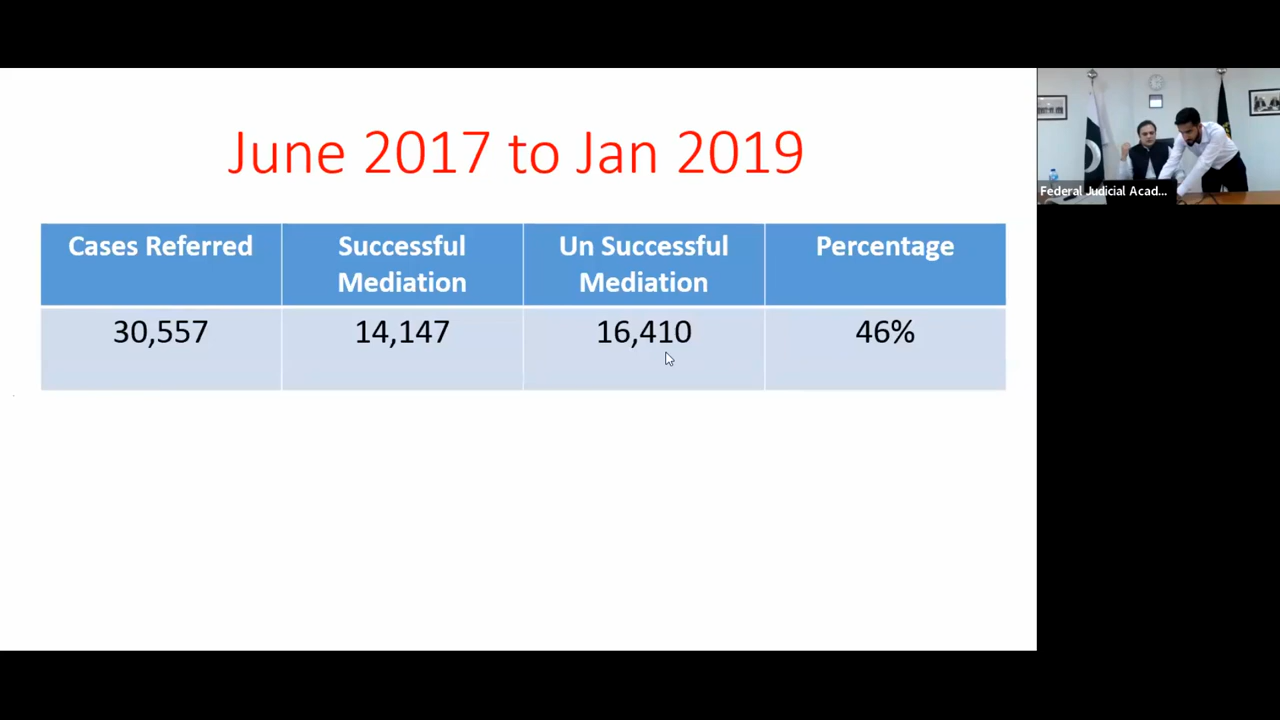 June 2017 to Jan 2019
Cases Referred
Successful
Mediation
Un Successful
Mediation
Percentage
30,557
14,147
16,410
46%
Federal Judicial Acad...